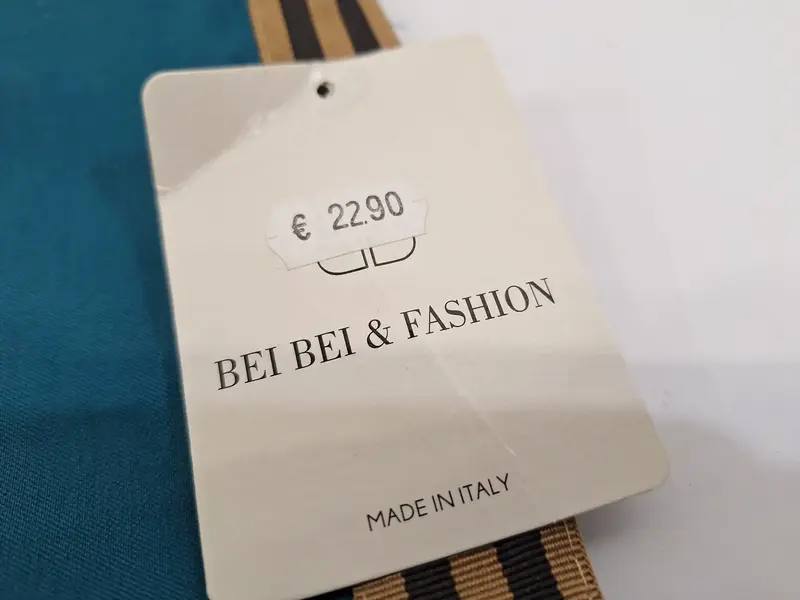 € 22.90
BEI BEI & FASHION
MADE IN ITALY